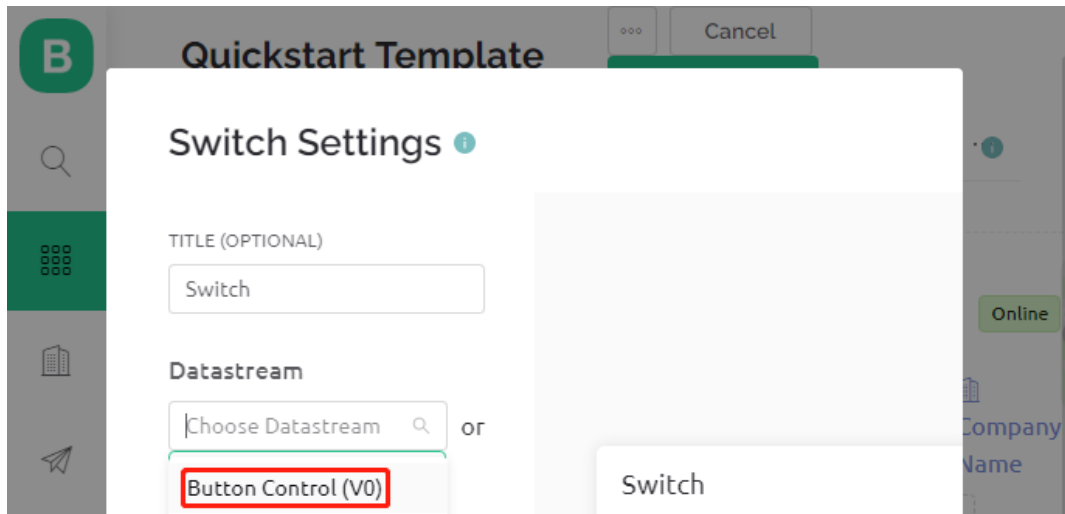 B
Quickstart Template
Cancel
Switch Settings
TITLE (OPTIONAL)
Switch
Datastream
Choose Datastream
or
Button Control (V0)
Switch
Online
Company
Name